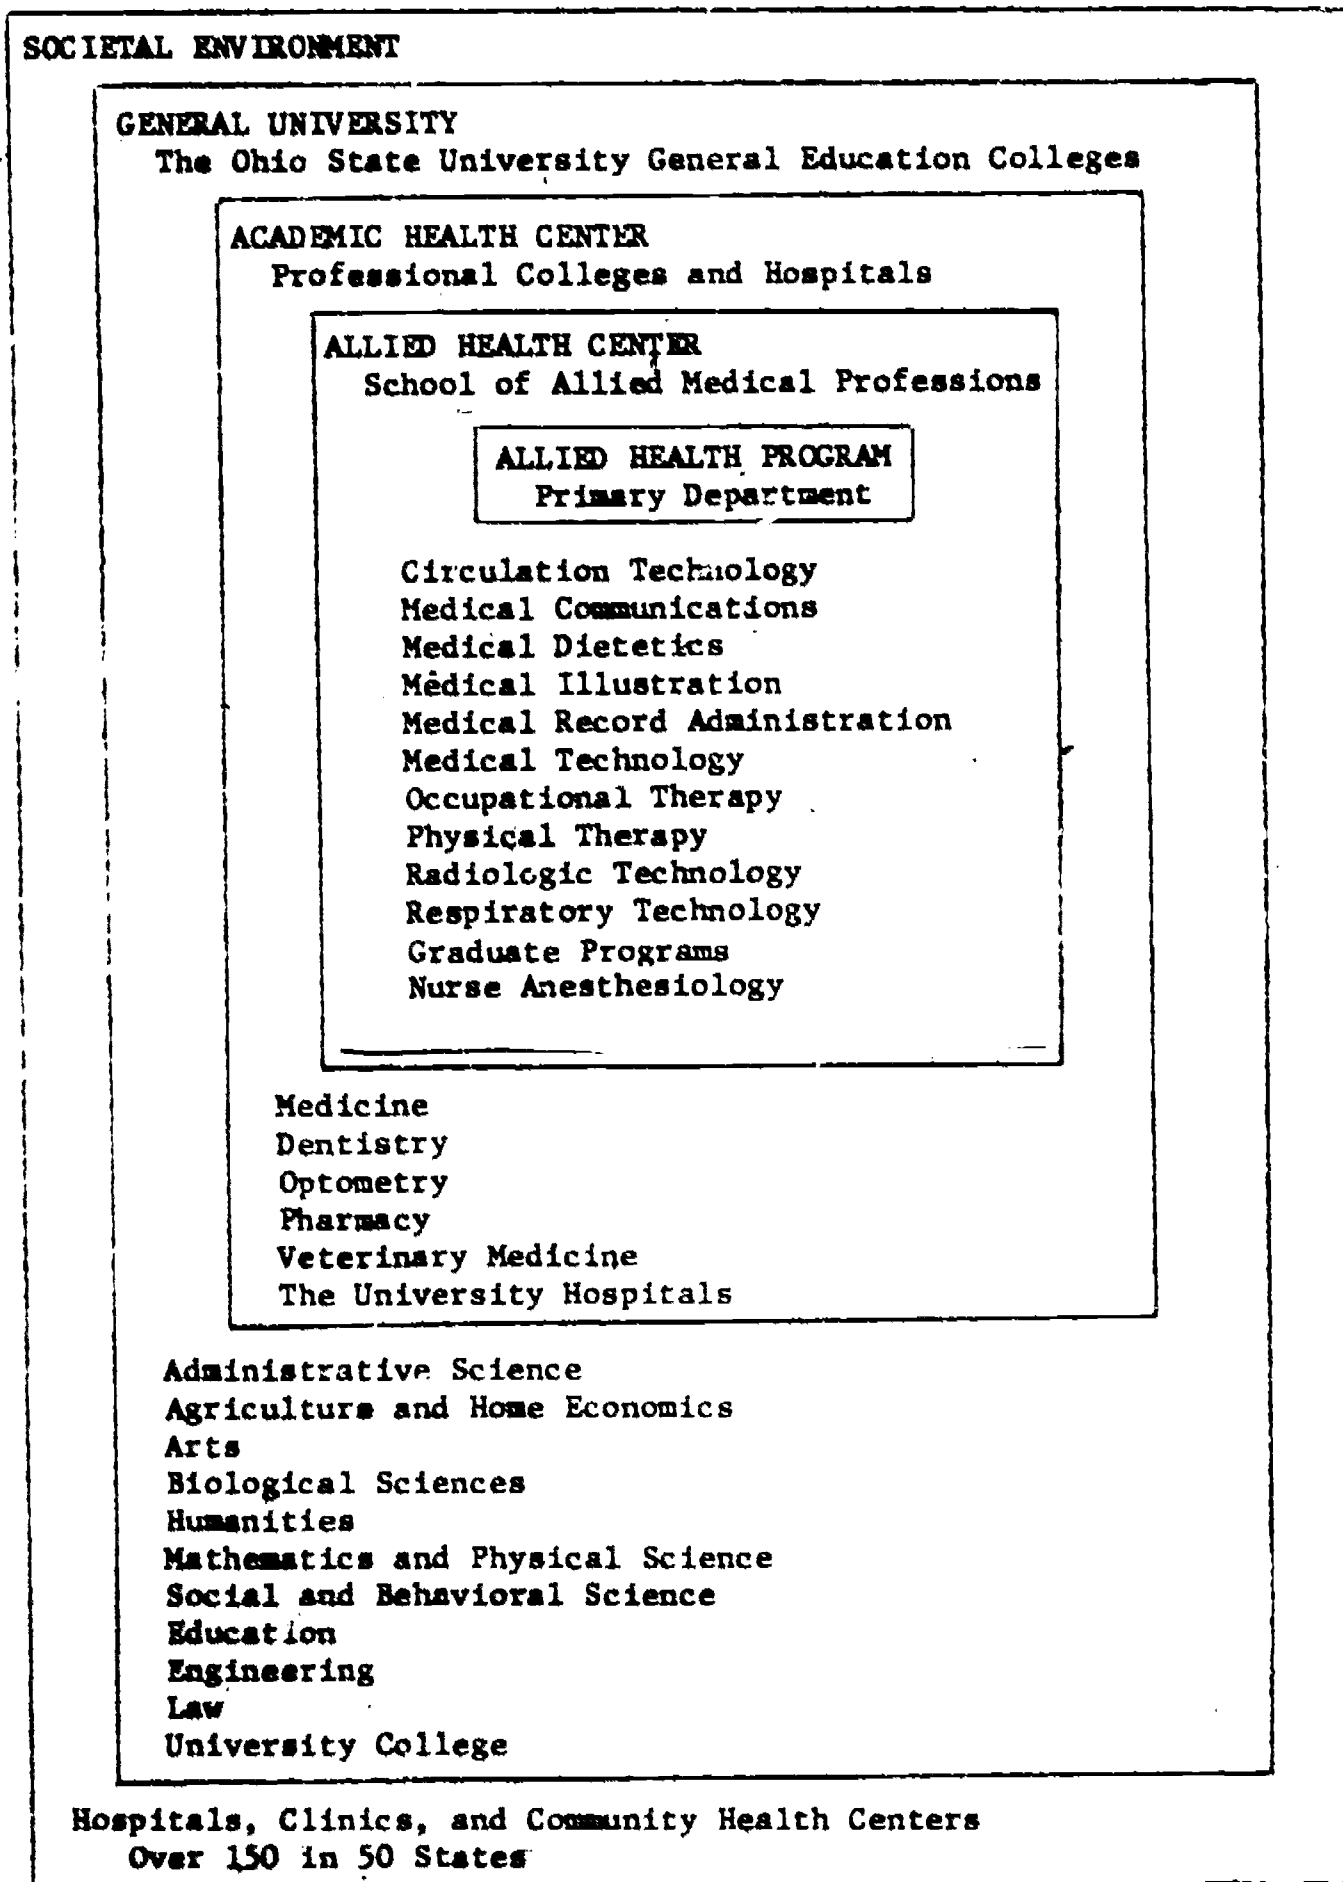 SOCIETAL ENVIRONMENT
GENERAL UNIVERSITY
The Ohio State University General Education Colleges
ACADEMIC HEALTH CENTER
Professional Colleges and Hospitals
ALLIED HEALTH CENTER
School of Allied Medical Professions
ALLIED HEALTH PROGRAM
Primary Department
Circulation Technology
Medical Communications
Medical Dietetics
Medical Illustration
Medical Record Administration
Medical Technology
Occupational Therapy
Physical Therapy
Radiologic Technology
Respiratory Technology
Graduate Programs
Nurse Anesthesiology
Medicine
Dentistry
Optometry
Pharmacy
Veterinary Medicine
The University Hospitals
Administrative Science
Agriculture and Home Economics
Arts
Biological Sciences
Humanities
Mathematics and Physical Science
Social and Behavioral Science
Education
Engineering
Law
University College
Hospitals, Clinics, and Community Health Centers
Over 150 in 50 States